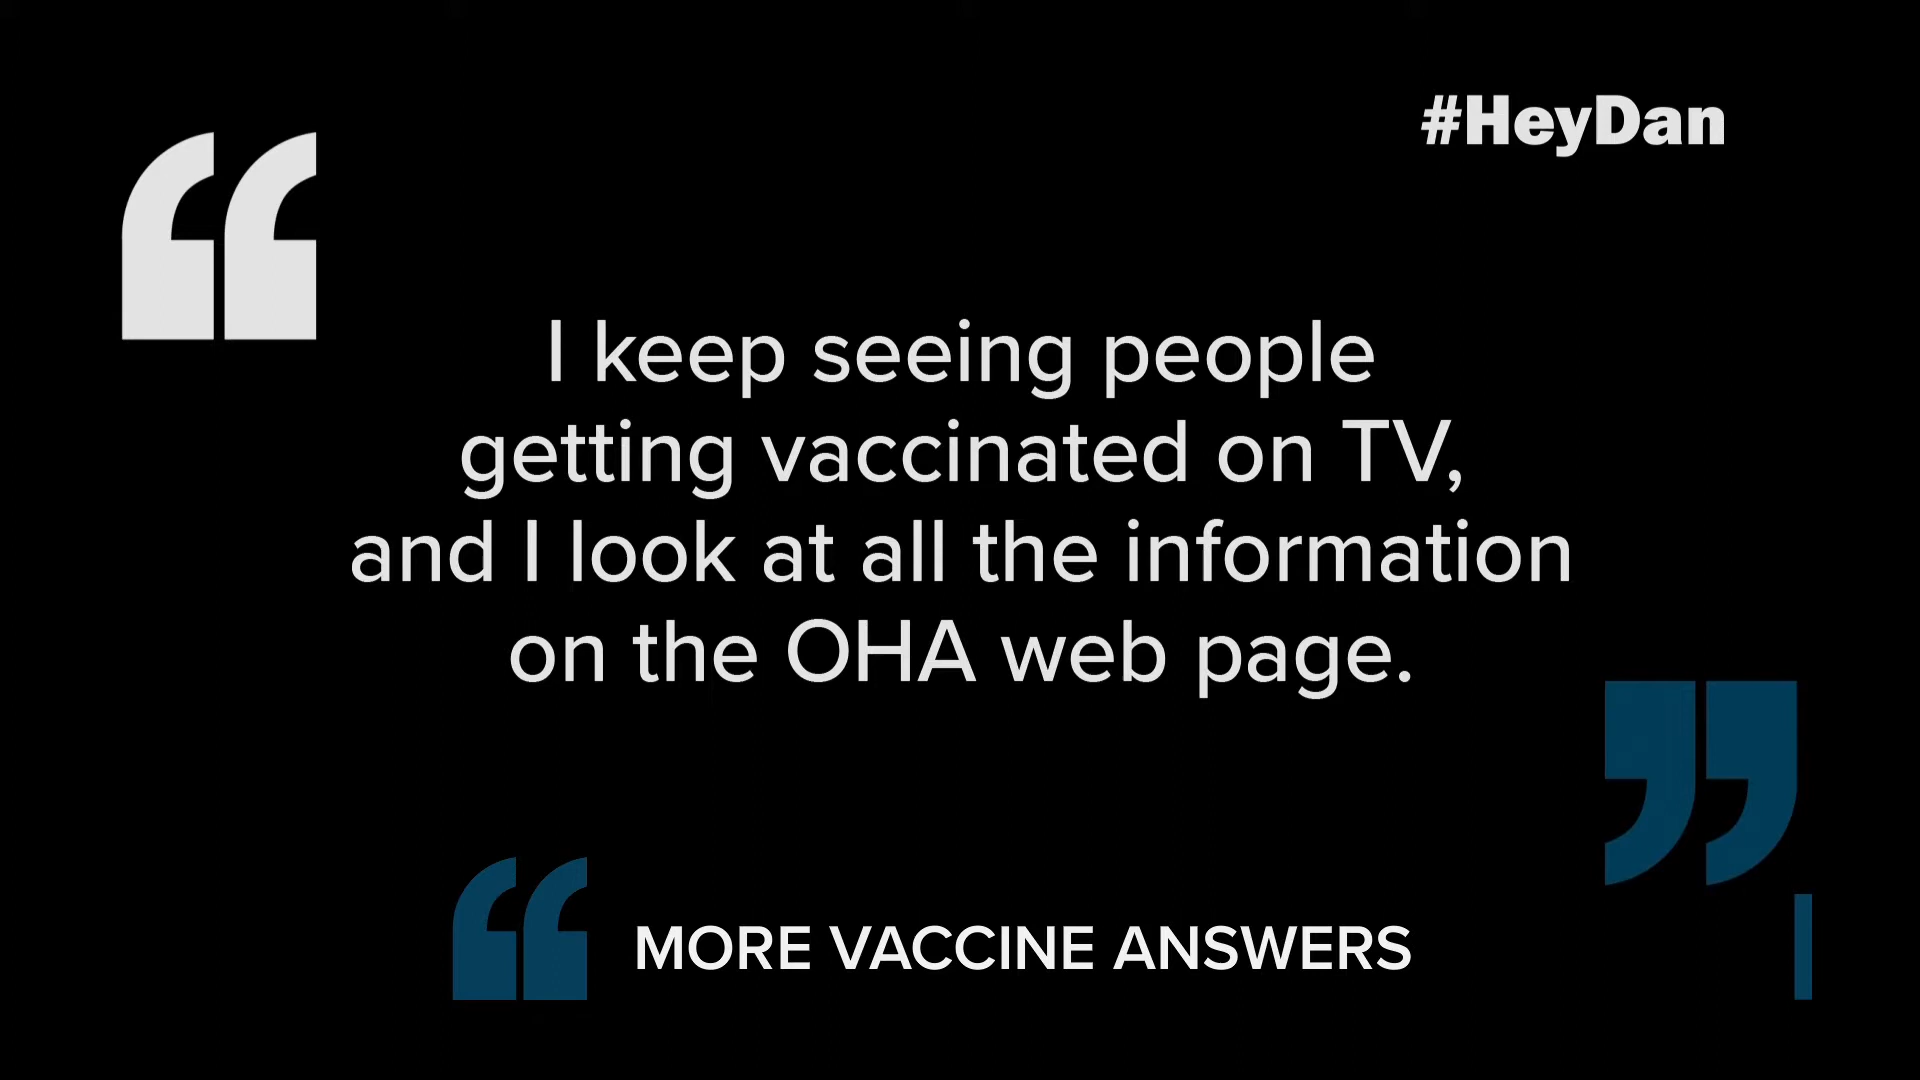 #HeyDan
I keep seeing people
getting vaccinated on TV,
and I look at all the information
on the OHA web page.
MORE VACCINE ANSWERS